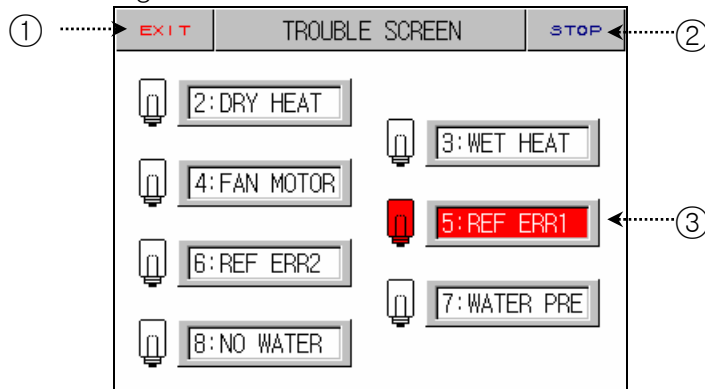 ① EXIT TROUBLE SCREEN STOP ②
2:DRY HEAT
3:WET HEAT
4:FAN MOTOR
5:REF ERR1 ③
6:REF ERR2
7:WATER PRE
8:NO WATER